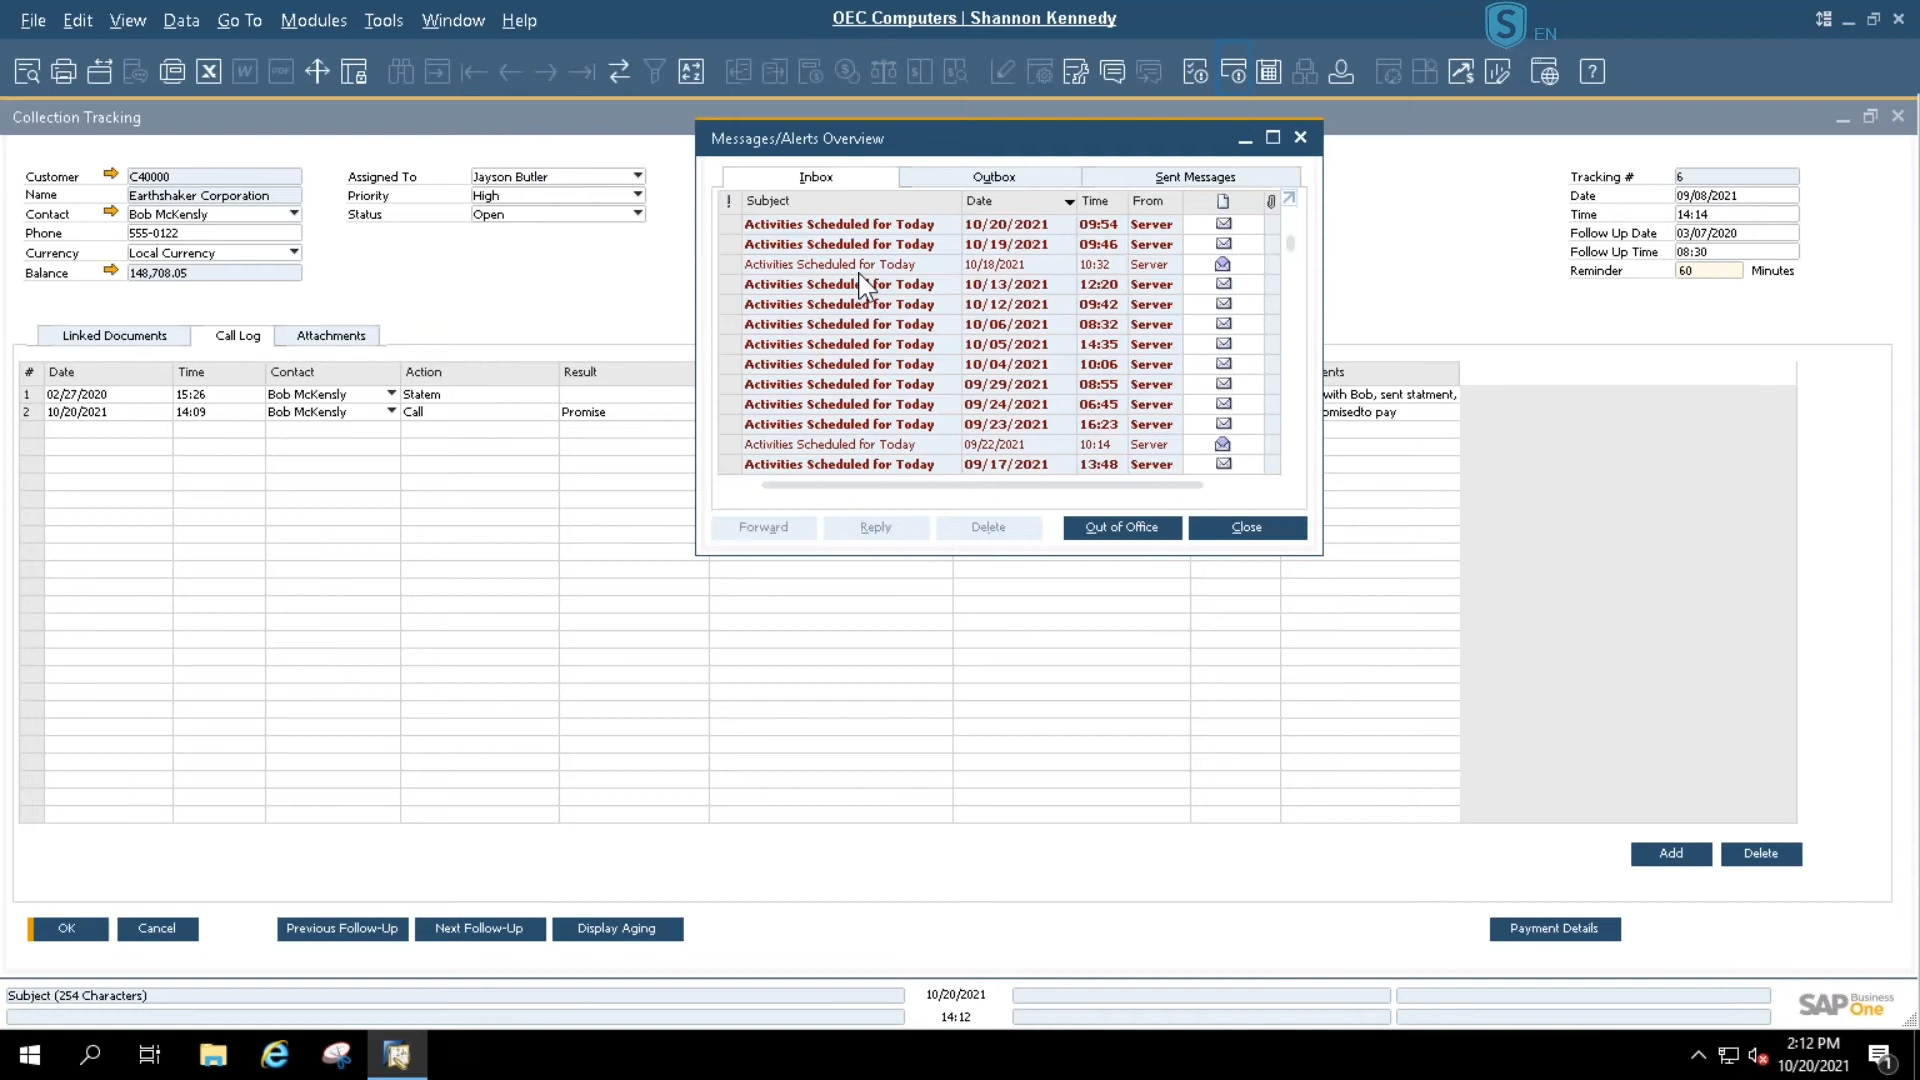 File Edit View Data Go To Modules Tools Window Help
OEC Computers | Shannon Kennedy
S EN
Collection Tracking
Messages/Alerts Overview
Customer C40000
Name Earthshaker Corporation
Contact Bob McKensly
Phone 555-0122
Currency Local Currency
Balance 148,708.05
Assigned To Jayson Butler
Priority High
Status Open
Inbox Outbox Sent Messages
! Subject Date Time From
Activities Scheduled for Today 10/20/2021 09:54 Server
Activities Scheduled for Today 10/19/2021 09:46 Server
Activities Scheduled for Today 10/18/2021 10:32 Server
Activities Scheduled for Today 10/13/2021 12:20 Server
Activities Scheduled for Today 10/12/2021 09:42 Server
Activities Scheduled for Today 10/06/2021 08:32 Server
Activities Scheduled for Today 10/05/2021 14:35 Server
Activities Scheduled for Today 10/04/2021 10:06 Server
Activities Scheduled for Today 09/29/2021 08:55 Server
Activities Scheduled for Today 09/24/2021 06:45 Server
Activities Scheduled for Today 09/23/2021 16:23 Server
Activities Scheduled for Today 09/22/2021 10:14 Server
Activities Scheduled for Today 09/17/2021 13:48 Server
Forward Reply Delete Out of Office Close
Tracking # 6
Date 09/08/2021
Time 14:14
Follow Up Date 03/07/2020
Follow Up Time 08:30
Reminder 60 Minutes
Linked Documents Call Log Attachments
# Date Time Contact Action Result ents
1 02/27/2020 15:26 Bob McKensly Statem with Bob, sent statment,
2 10/20/2021 14:09 Bob McKensly Call Promise omisedto pay
Add Delete
OK Cancel Previous Follow-Up Next Follow-Up Display Aging Payment Details
Subject (254 Characters) 10/20/2021
14:12
SAP Business One
2:12 PM
10/20/2021
1